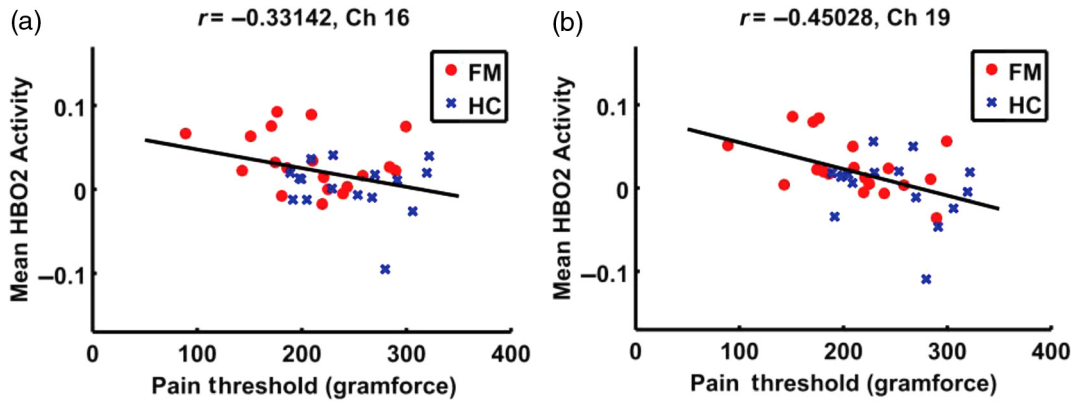 (a)
r = –0.33142, Ch 16
FM
HC
Mean HBO2 Activity
0.1
0
–0.1
0 100 200 300 400
Pain threshold (gramforce)
(b)
r = –0.45028, Ch 19
FM
HC
Mean HBO2 Activity
0.1
0
–0.1
0 100 200 300 400
Pain threshold (gramforce)